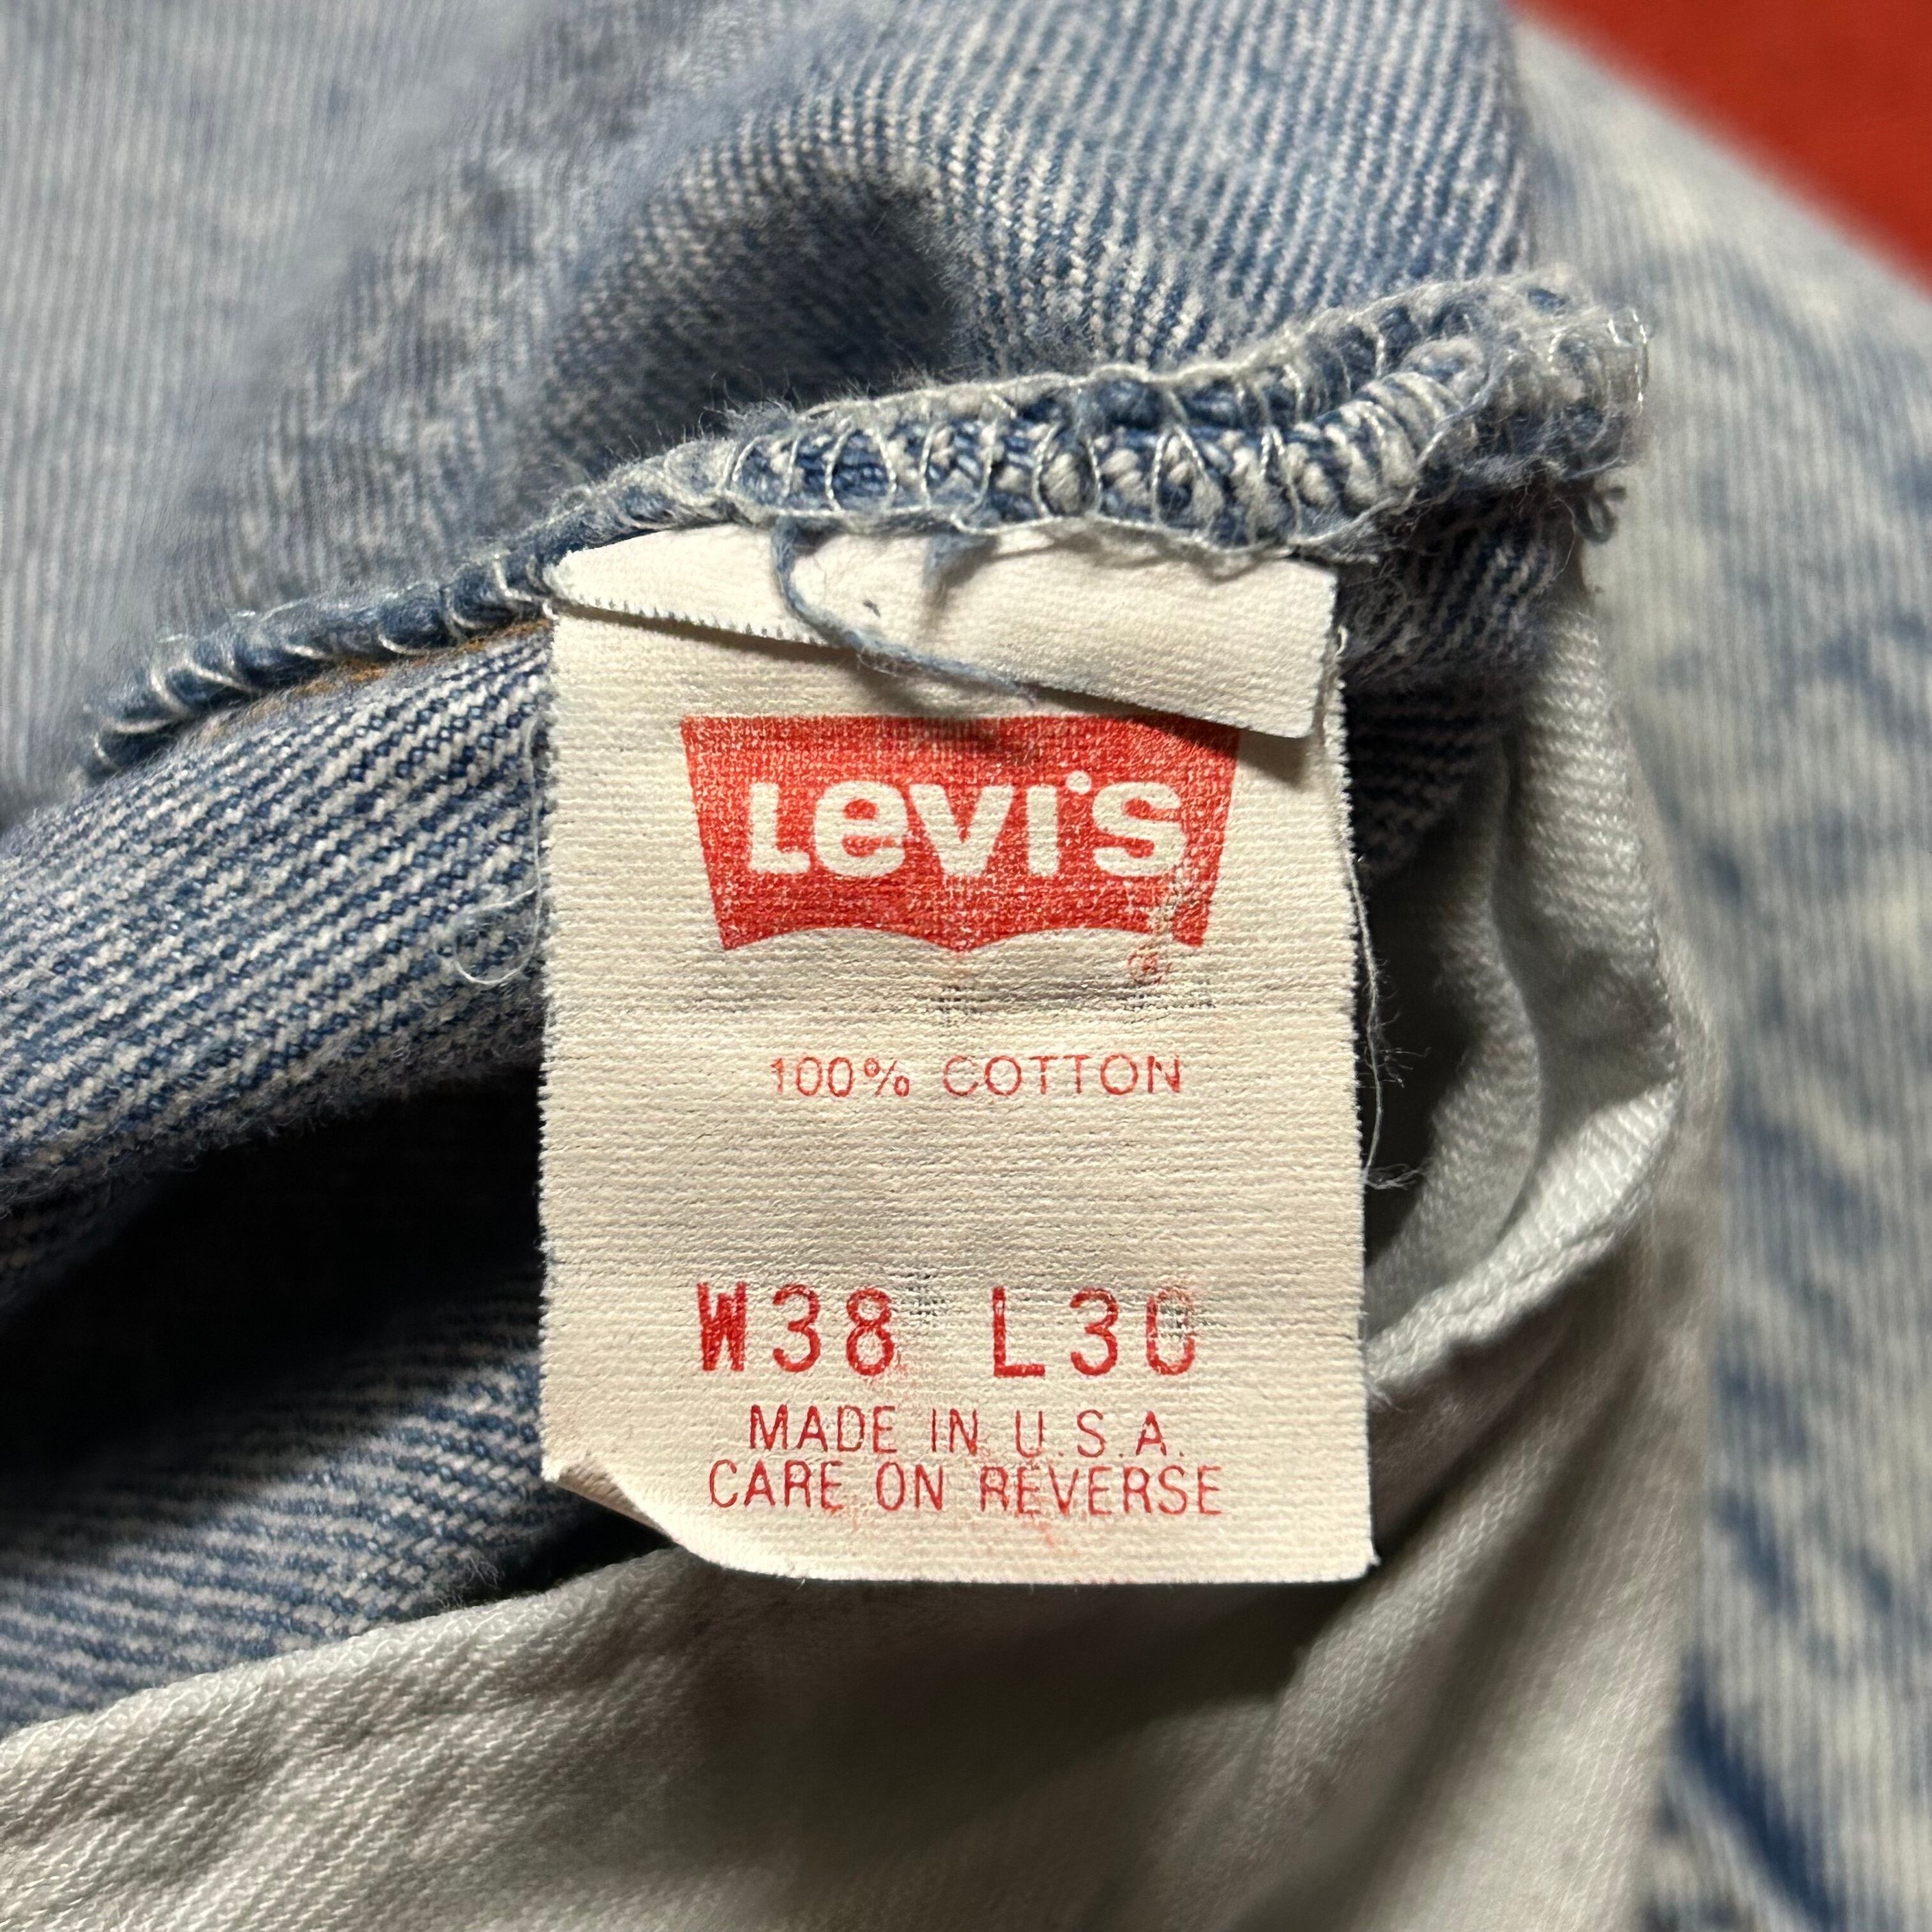 Levi's
®
100% COTTON
W38 L30
MADE IN U.S.A.
CARE ON REVERSE